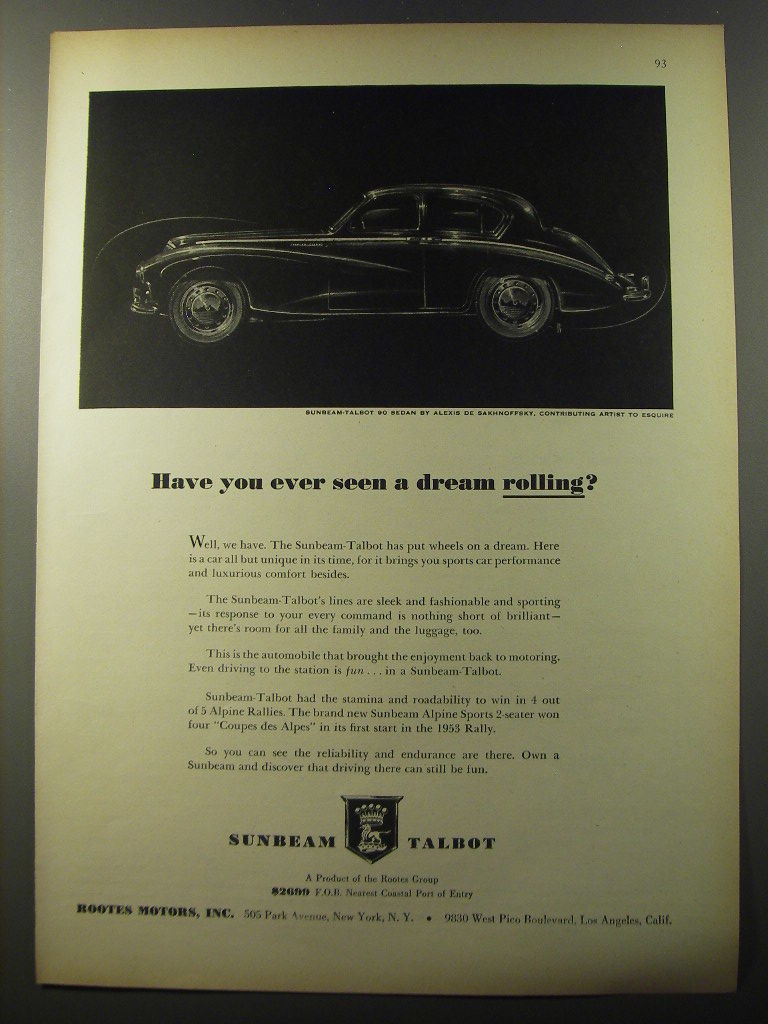 93
SUNBEAM-TALBOT 90 SEDAN BY ALEXIS DE SAKHNOFFSKY, CONTRIBUTING ARTIST TO ESQUIRE
Have you ever seen a dream rolling?
Well, we have. The Sunbeam-Talbot has put wheels on a dream. Here
is a car all but unique in its time, for it brings you sports car performance
and luxurious comfort besides.
The Sunbeam-Talbot's lines are sleek and fashionable and sporting
—its response to your every command is nothing short of brilliant—
yet there's room for all the family and the luggage, too.
This is the automobile that brought the enjoyment back to motoring.
Even driving to the station is fun . . . in a Sunbeam-Talbot.
Sunbeam-Talbot had the stamina and roadability to win in 4 out
of 5 Alpine Rallies. The brand new Sunbeam Alpine Sports 2-seater won
four "Coupes des Alpes" in its first start in the 1953 Rally.
So you can see the reliability and endurance are there. Own a
Sunbeam and discover that driving there can still be fun.
SUNBEAM TALBOT
A Product of the Rootes Group
$2699 F.O.B. Nearest Coastal Port of Entry
ROOTES MOTORS, INC. 505 Park Avenue, New York, N. Y. • 9830 West Pico Boulevard, Los Angeles, Calif.